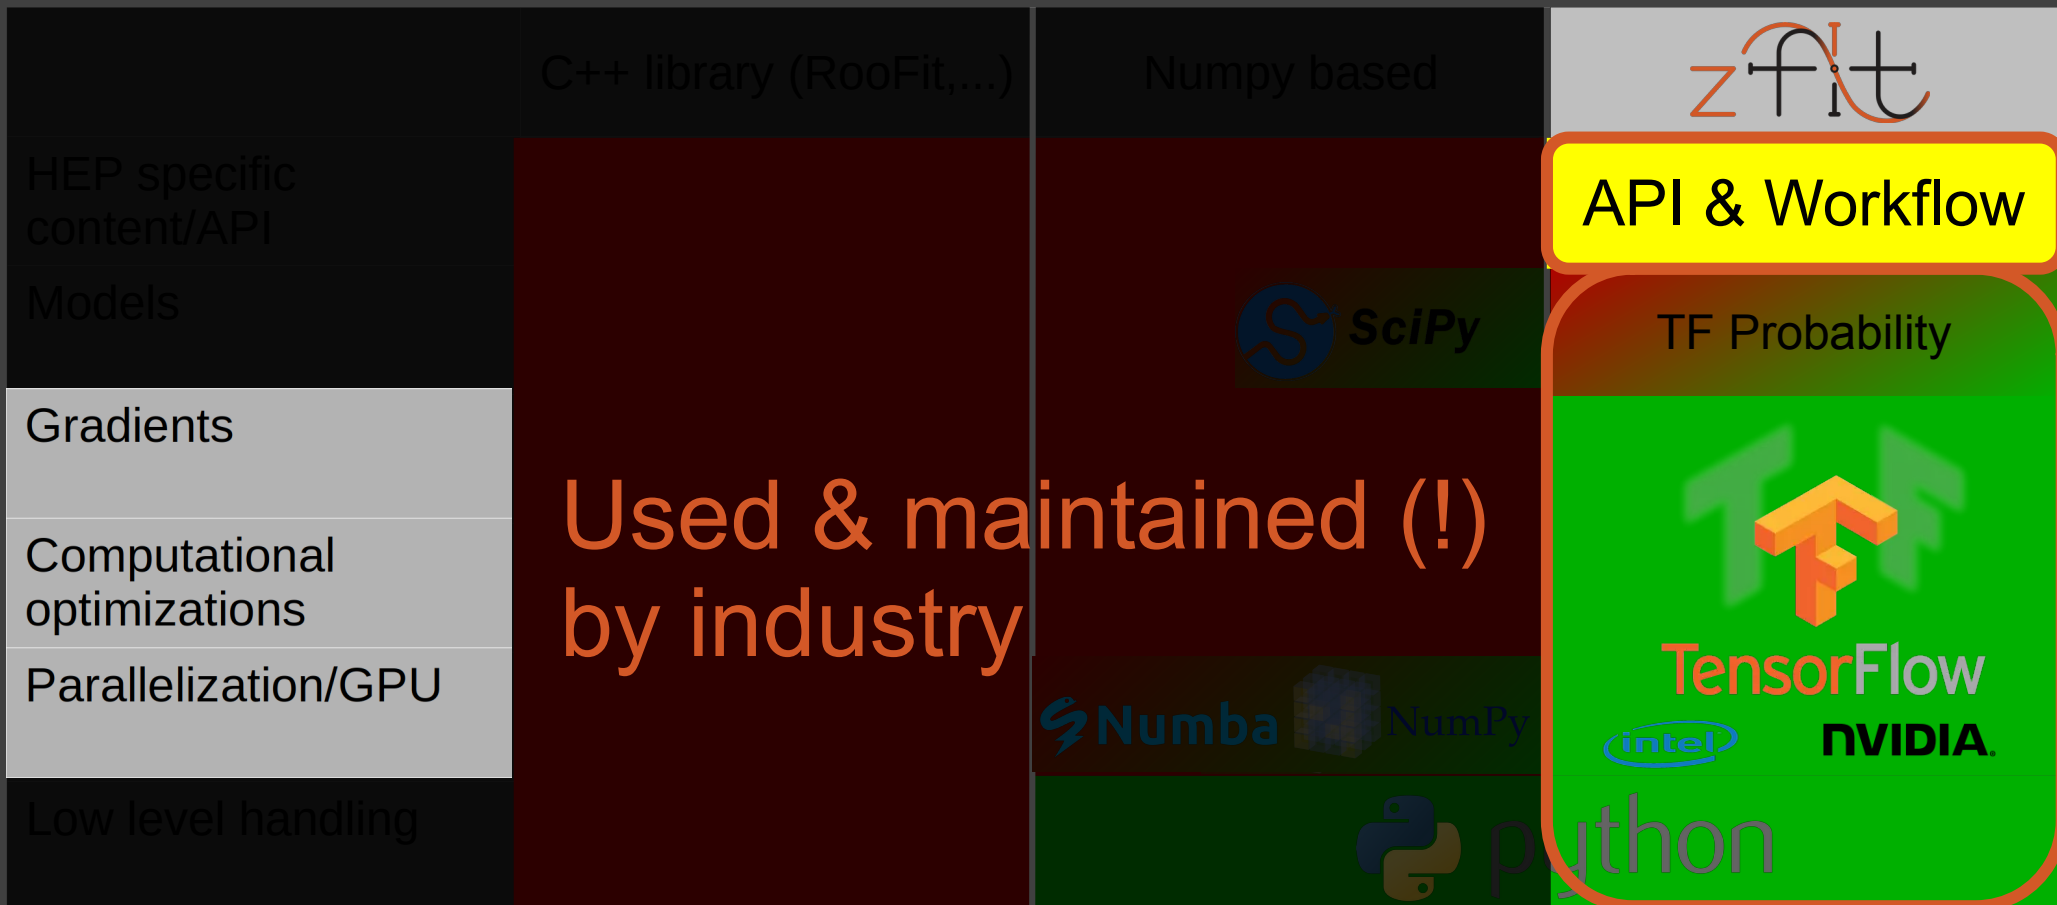 C++ library (RooFit,...)
Numpy based
zfit
HEP specific
content/API
API & Workflow
Models
SciPy
TF Probability
Gradients
Used & maintained (!)
by industry
Computational
optimizations
TensorFlow
Parallelization/GPU
Numba
NumPy
intel
NVIDIA.
Low level handling
python